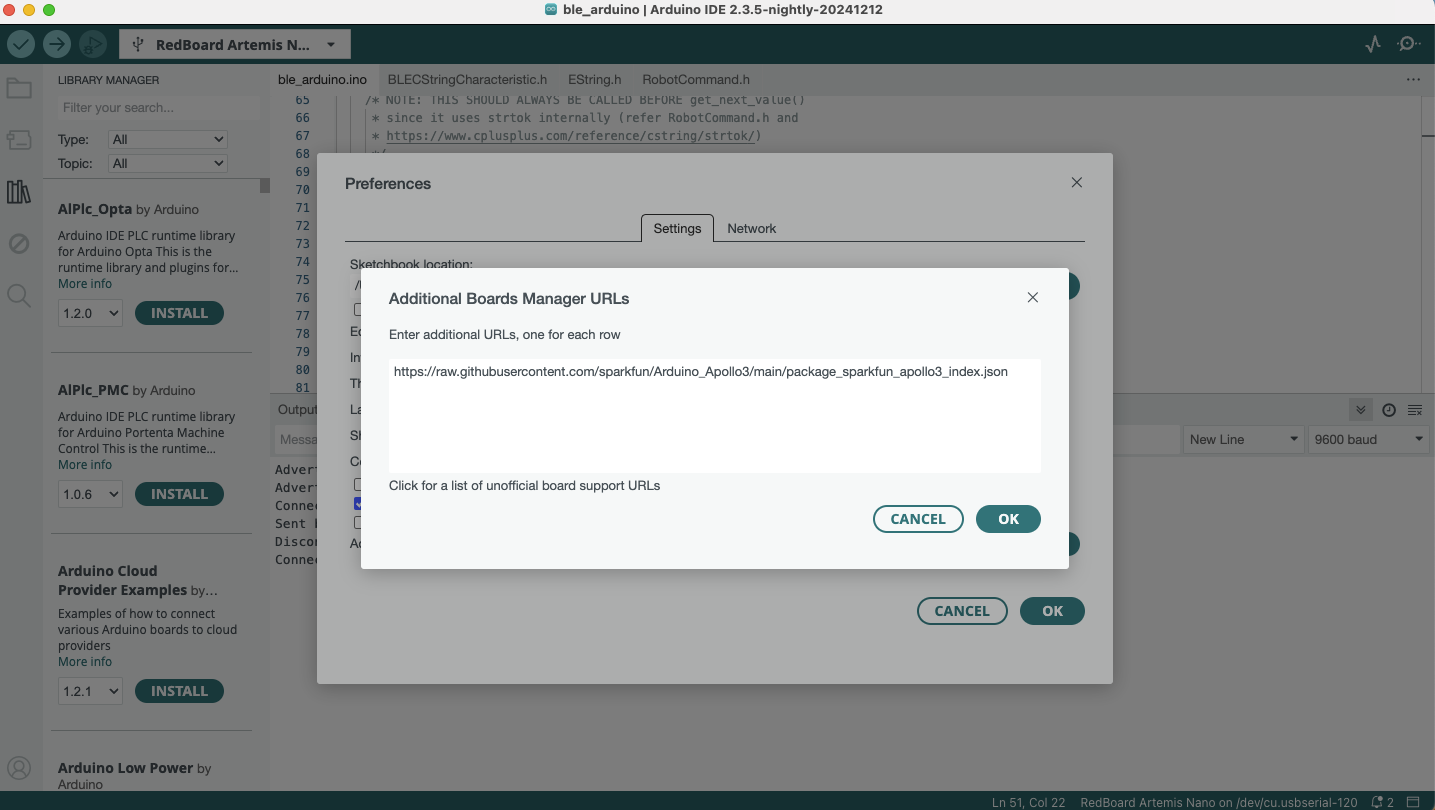 ble_arduino | Arduino IDE 2.3.5-nightly-20241212
RedBoard Artemis N...
LIBRARY MANAGER
Filter your search...
Type: All
Topic: All
AlPlc_Opta by Arduino
Arduino IDE PLC runtime library
for Arduino Opta This is the
runtime library and plugins for...
More info
1.2.0 INSTALL
AlPlc_PMC by Arduino
Arduino IDE PLC runtime library
for Arduino Portenta Machine
Control This is the runtime...
More info
1.0.6 INSTALL
Arduino Cloud
Provider Examples by...
Examples of how to connect
various Arduino boards to cloud
providers
More info
1.2.1 INSTALL
Arduino Low Power by
Arduino
ble_arduino.ino BLECStringCharacteristic.h EString.h RobotCommand.h
65 /* NOTE: THIS SHOULD ALWAYS BE CALLED BEFORE get_next_value()
66 * since it uses strtok internally (refer RobotCommand.h and
67 * https://www.cplusplus.com/reference/cstring/strtok/)
68
69
70
71
72
73
74
75
76
77
78
79
80
81
Preferences
Settings Network
Sketchbook location:
Additional Boards Manager URLs
Enter additional URLs, one for each row
https://raw.githubusercontent.com/sparkfun/Arduino_Apollo3/main/package_sparkfun_apollo3_index.json
Click for a list of unofficial board support URLs
CANCEL OK
CANCEL OK
Output
Messa
New Line 9600 baud
Advert
Advert
Connec
Sent
Discon
Connec
Ln 51, Col 22 RedBoard Artemis Nano on /dev/cu.usbserial-120 2